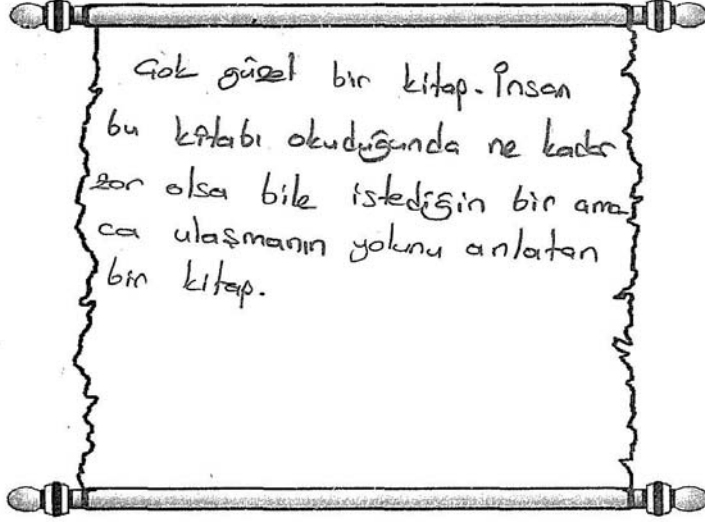 Çok güzel bir kitap. İnsan
bu kitabı okuduğunda ne kadar
zor olsa bile istediğin bir ama
ca ulaşmanın yolunu anlatan
bir kitap.